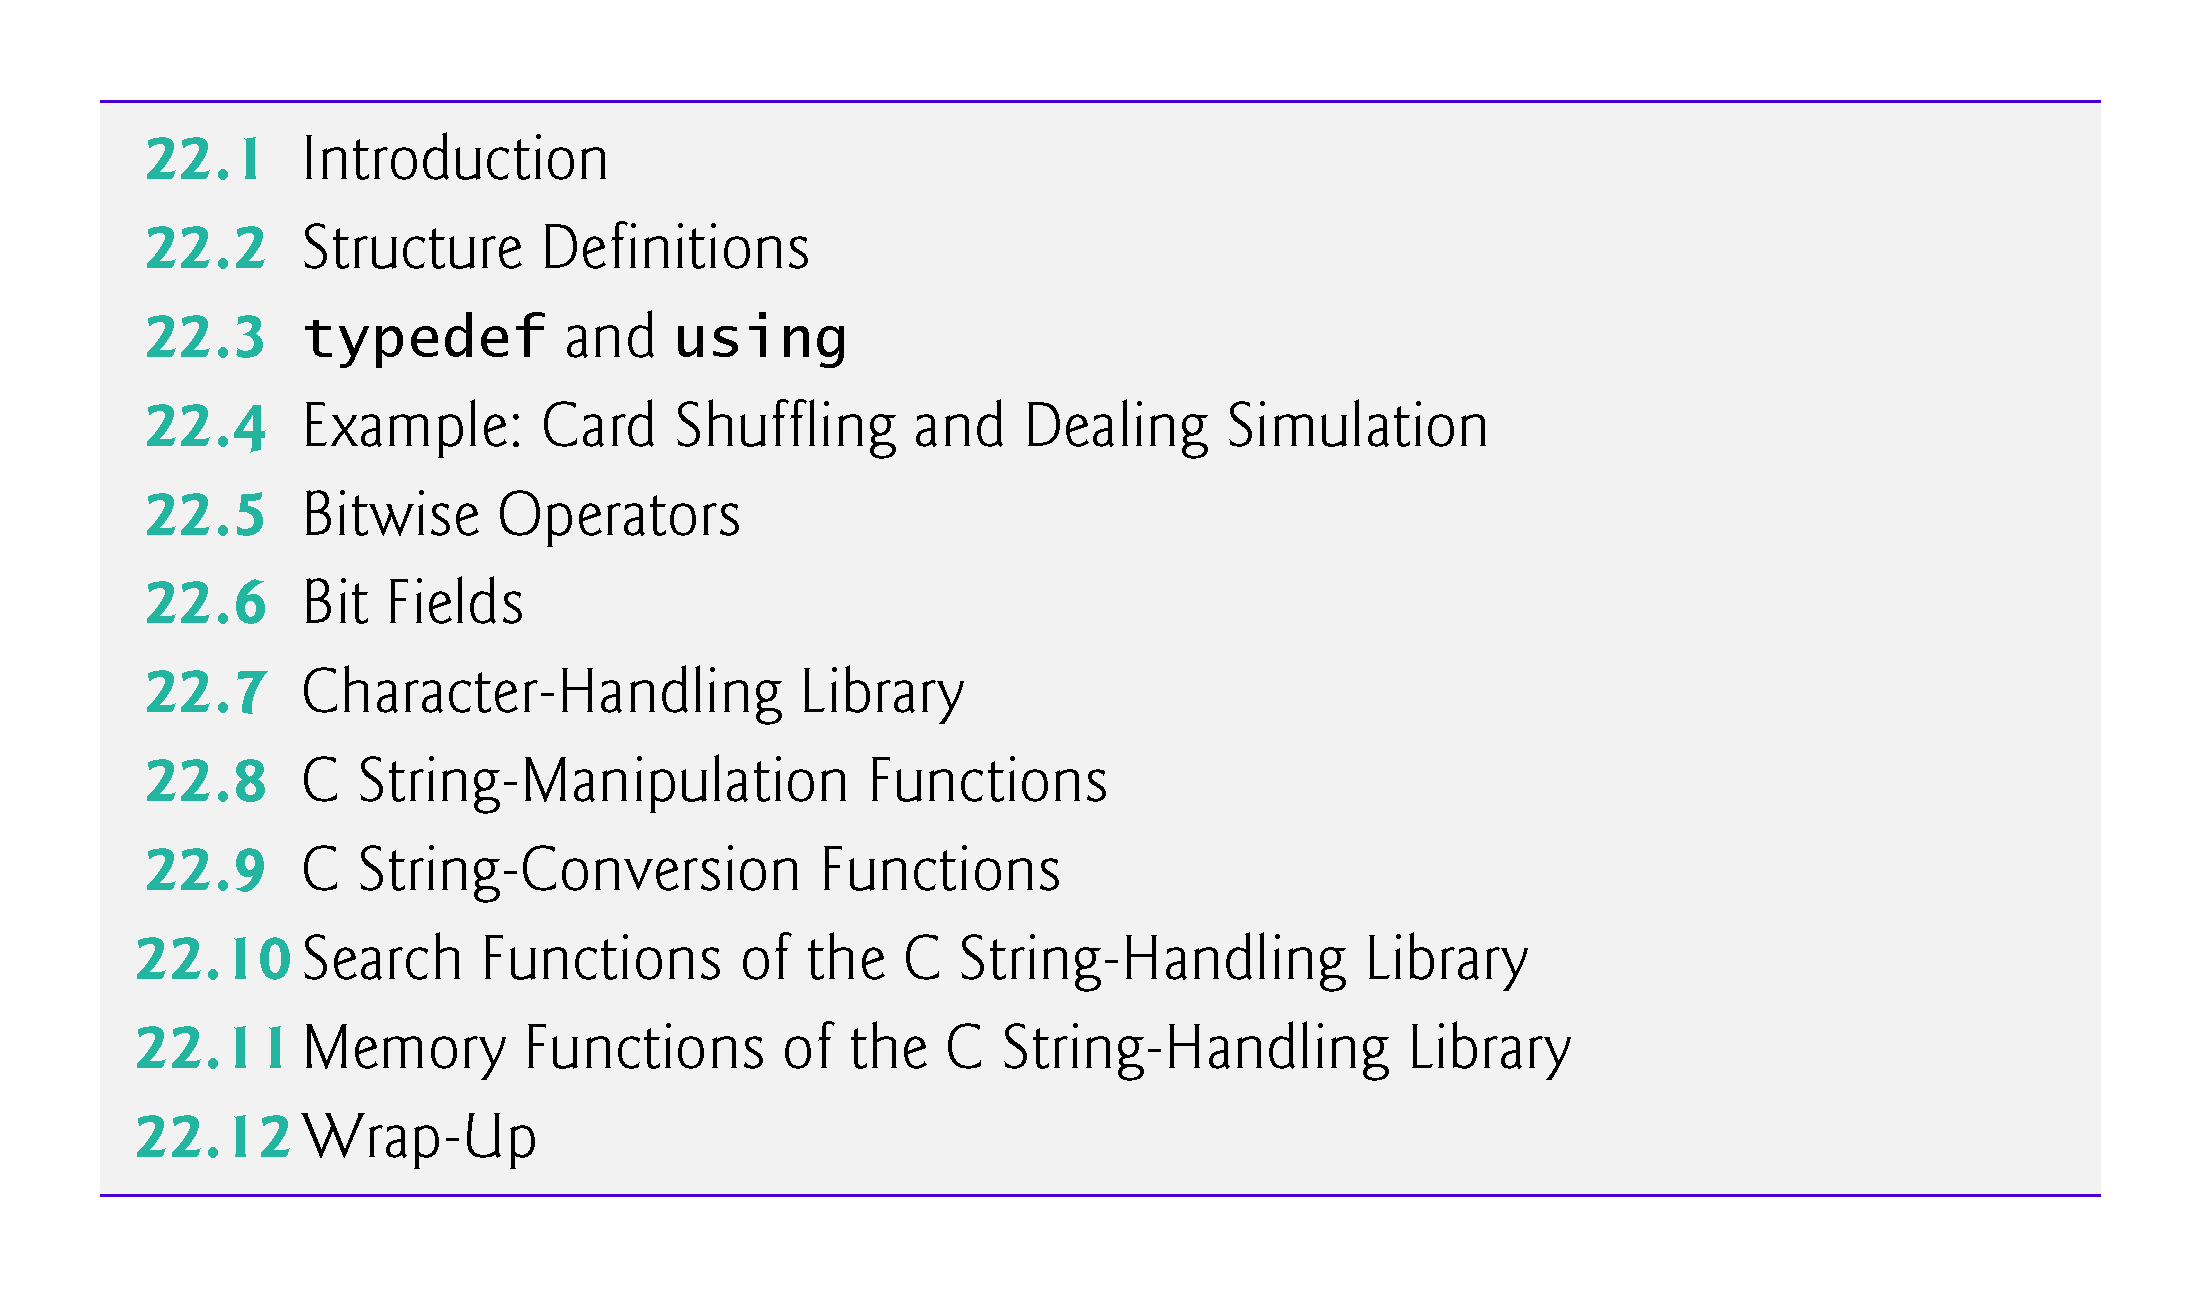 22.1 Introduction
22.2 Structure Definitions
22.3 typedef and using
22.4 Example: Card Shuffling and Dealing Simulation
22.5 Bitwise Operators
22.6 Bit Fields
22.7 Character-Handling Library
22.8 C String-Manipulation Functions
22.9 C String-Conversion Functions
22.10 Search Functions of the C String-Handling Library
22.11 Memory Functions of the C String-Handling Library
22.12 Wrap-Up